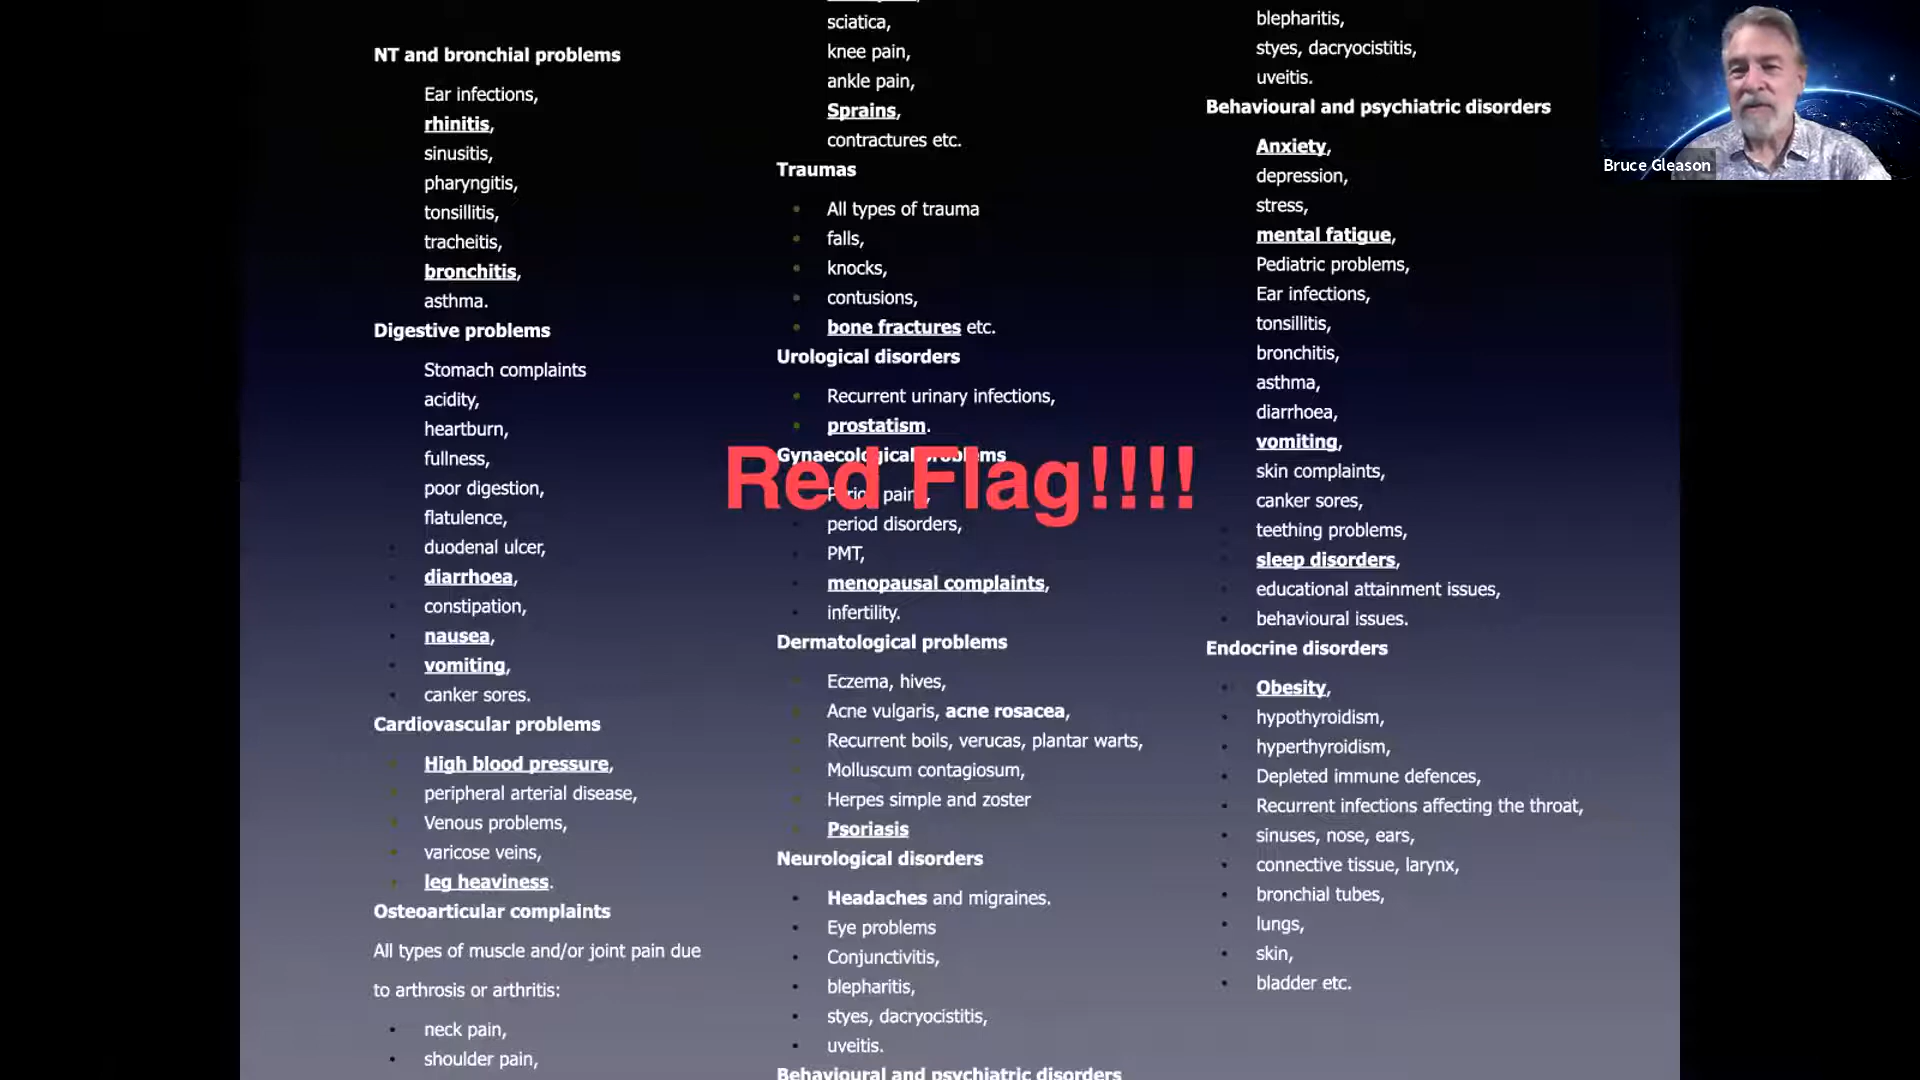 NT and bronchial problems
Ear infections,
rhinitis,
sinusitis,
pharyngitis,
tonsillitis,
tracheitis,
bronchitis,
asthma.
Digestive problems
Stomach complaints
acidity,
heartburn,
fullness,
poor digestion,
flatulence,
duodenal ulcer,
diarrhoea,
constipation,
nausea,
vomiting,
canker sores.
Cardiovascular problems
High blood pressure,
peripheral arterial disease,
Venous problems,
varicose veins,
leg heaviness.
Osteoarticular complaints
All types of muscle and/or joint pain due
to arthrosis or arthritis:
neck pain,
shoulder pain,
sciatica,
knee pain,
ankle pain,
Sprains,
contractures etc.
Traumas
All types of trauma
falls,
knocks,
contusions,
bone fractures etc.
Urological disorders
Recurrent urinary infections,
prostatism.
Gynaecological problems
Period pain,
period disorders,
PMT,
menopausal complaints,
infertility.
Dermatological problems
Eczema, hives,
Acne vulgaris, acne rosacea,
Recurrent boils, verucas, plantar warts,
Molluscum contagiosum,
Herpes simple and zoster
Psoriasis
Neurological disorders
Headaches and migraines.
Eye problems
Conjunctivitis,
blepharitis,
styes, dacryocistitis,
uveitis.
Behavioural and psychiatric disorders
blepharitis,
styes, dacryocistitis,
uveitis.
Behavioural and psychiatric disorders
Anxiety,
depression,
stress,
mental fatigue,
Pediatric problems,
Ear infections,
tonsillitis,
bronchitis,
asthma,
diarrhoea,
vomiting,
skin complaints,
canker sores,
teething problems,
sleep disorders,
educational attainment issues,
behavioural issues.
Endocrine disorders
Obesity,
hypothyroidism,
hyperthyroidism,
Depleted immune defences,
Recurrent infections affecting the throat,
sinuses, nose, ears,
connective tissue, larynx,
bronchial tubes,
lungs,
skin,
bladder etc.
Red Flag!!!!
Bruce Gleason